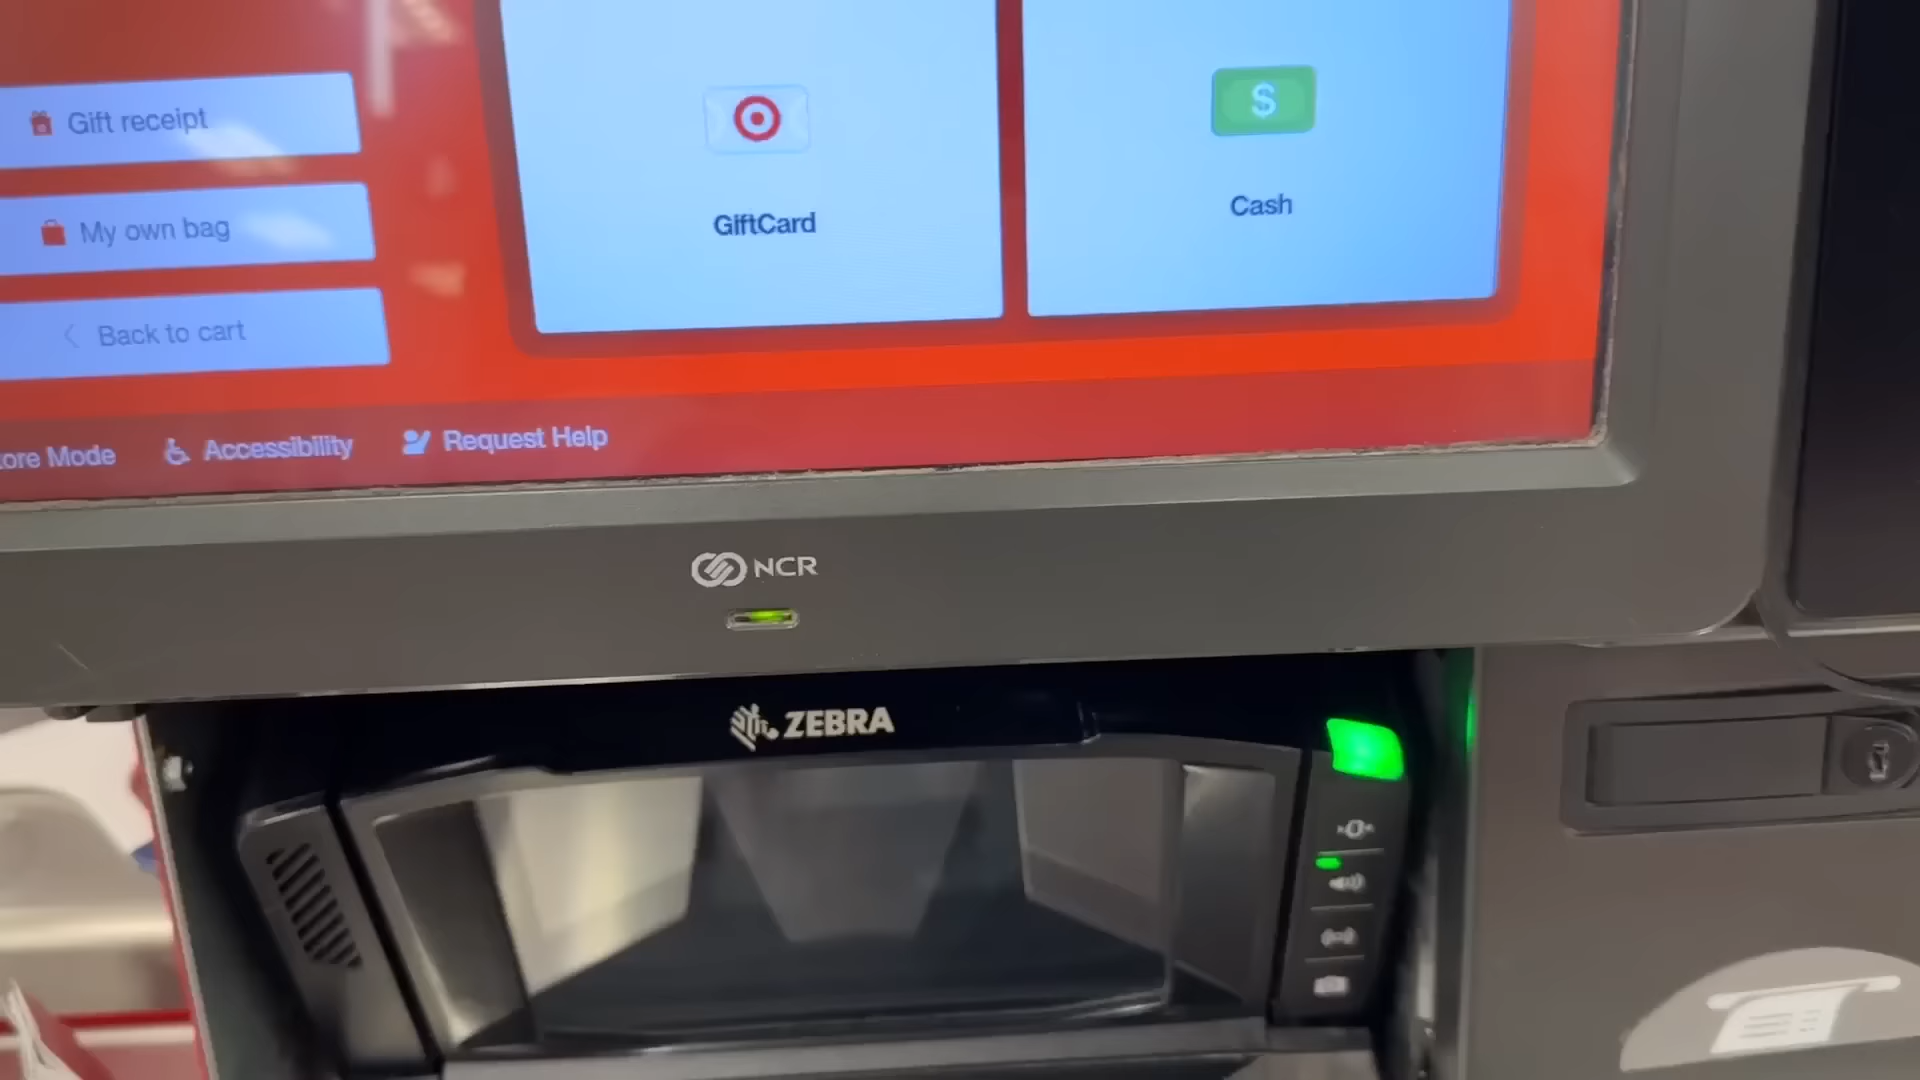 Gift receipt
My own bag
Back to cart
GiftCard
$
Cash
ore Mode
Accessibility
Request Help
NCR
ZEBRA